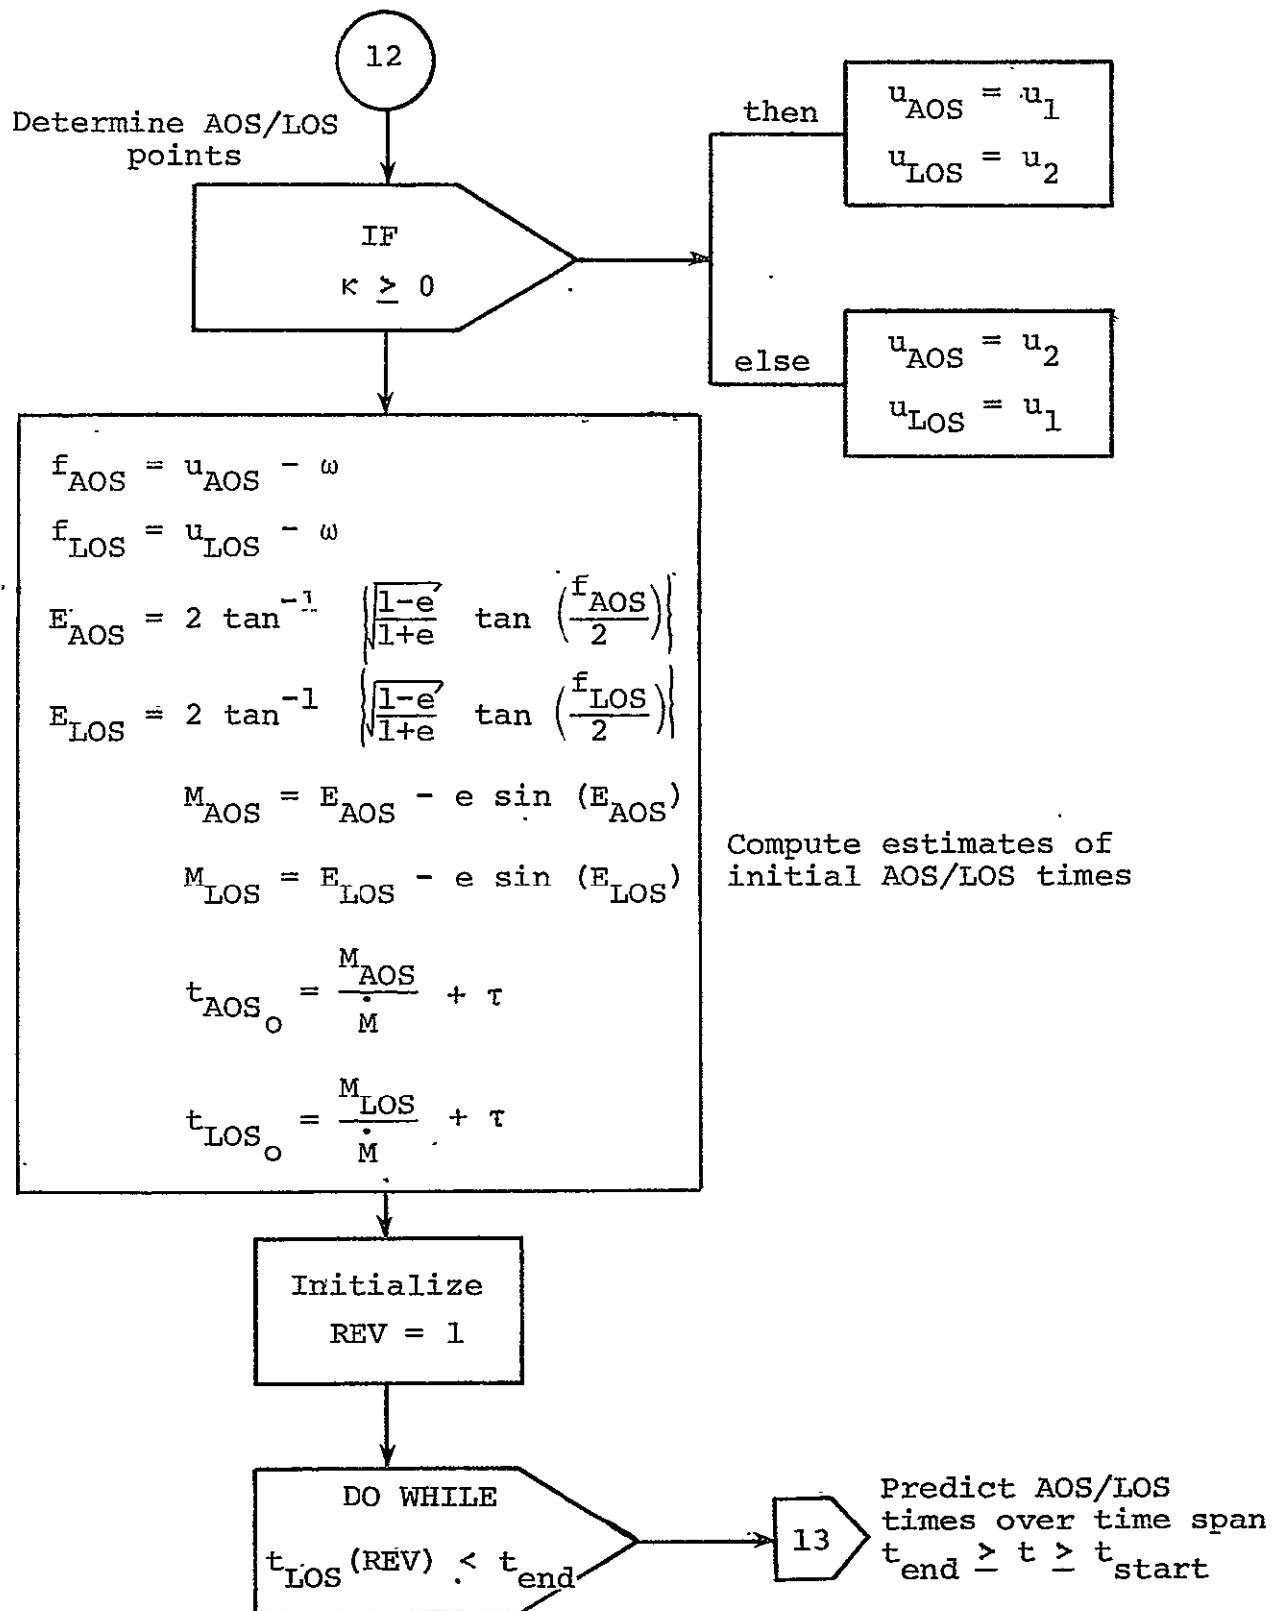 12
Determine AOS/LOS
points
IF
κ ≥ 0
then
u_AOS = u_1
u_LOS = u_2
else
u_AOS = u_2
u_LOS = u_1
f_AOS = u_AOS - ω
f_LOS = u_LOS - ω
E_AOS = 2 tan^-1 {√((1-e)/(1+e)) tan (f_AOS/2)}
E_LOS = 2 tan^-1 {√((1-e)/(1+e)) tan (f_LOS/2)}
M_AOS = E_AOS - e sin (E_AOS)
M_LOS = E_LOS - e sin (E_LOS)
t_AOS_o = M_AOS/Ṁ + τ
t_LOS_o = M_LOS/Ṁ + τ
Compute estimates of
initial AOS/LOS times
Initialize
REV = 1
DO WHILE
t_LOS(REV) < t_end
13
Predict AOS/LOS
times over time span
t_end ≥ t ≥ t_start